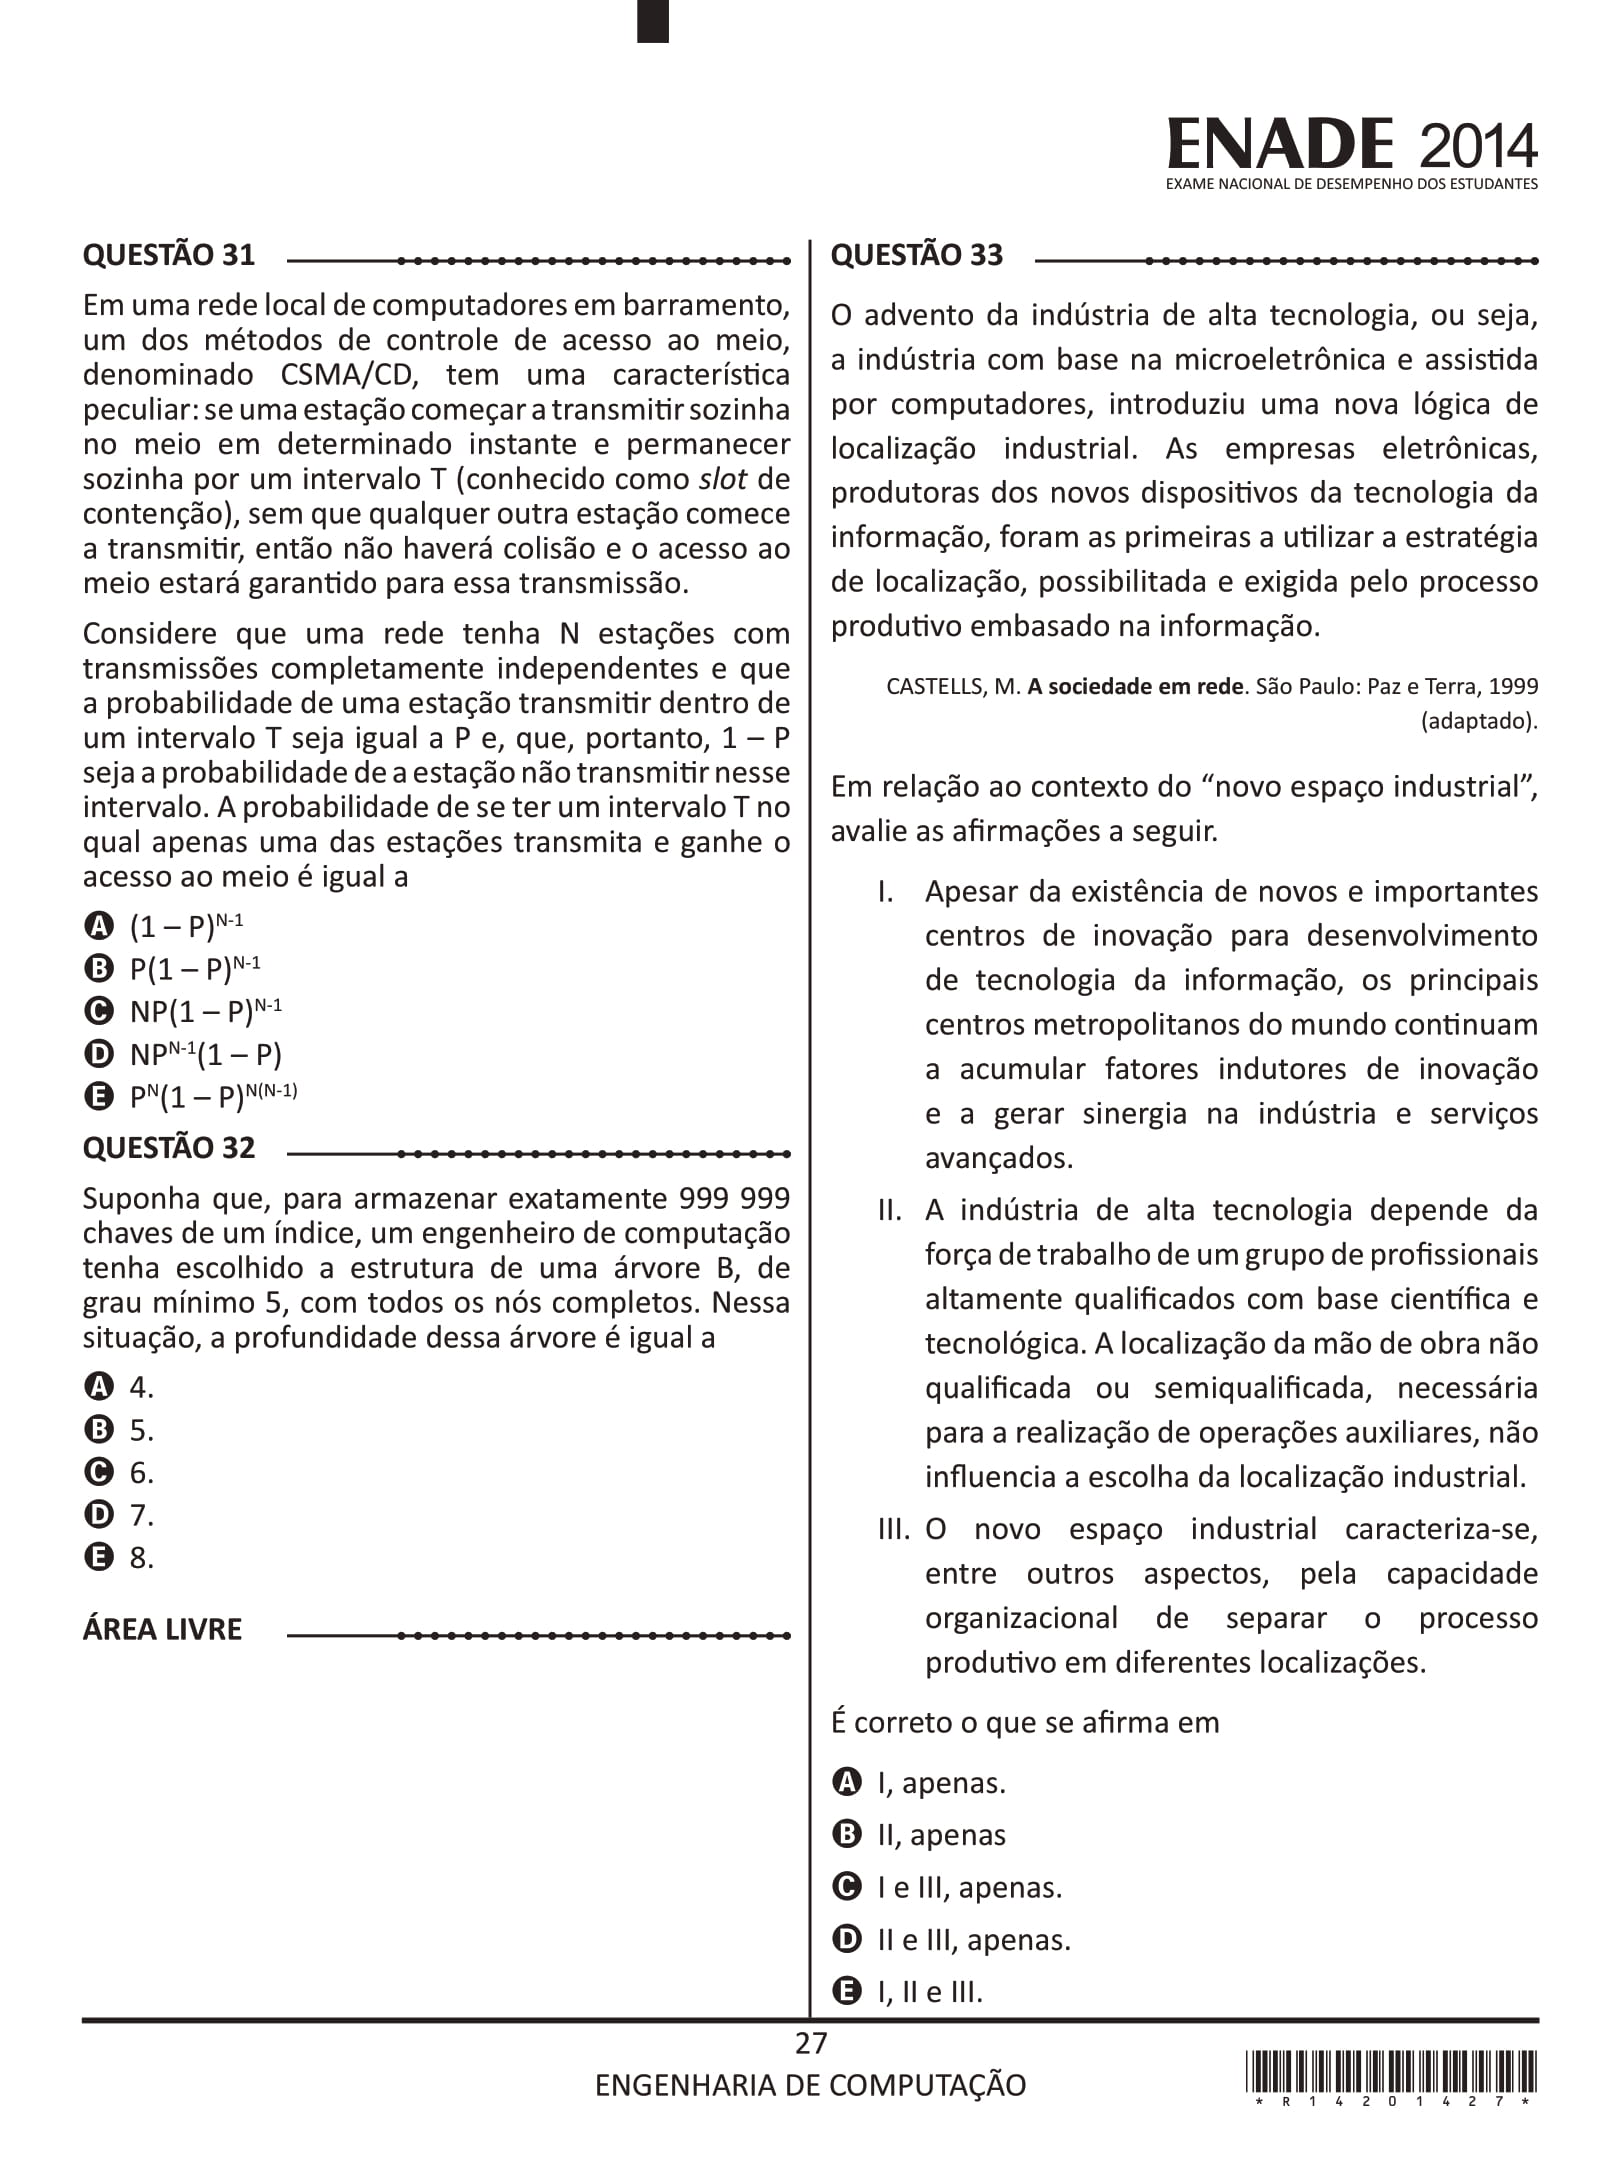 ENADE 2014
EXAME NACIONAL DE DESEMPENHO DOS ESTUDANTES
QUESTÃO 31
Em uma rede local de computadores em barramento,
um dos métodos de controle de acesso ao meio,
denominado CSMA/CD, tem uma característica
peculiar: se uma estação começar a transmitir sozinha
no meio em determinado instante e permanecer
sozinha por um intervalo T (conhecido como slot de
contenção), sem que qualquer outra estação comece
a transmitir, então não haverá colisão e o acesso ao
meio estará garantido para essa transmissão.
Considere que uma rede tenha N estações com
transmissões completamente independentes e que
a probabilidade de uma estação transmitir dentro de
um intervalo T seja igual a P e, que, portanto, 1 – P
seja a probabilidade de a estação não transmitir nesse
intervalo. A probabilidade de se ter um intervalo T no
qual apenas uma das estações transmita e ganhe o
acesso ao meio é igual a
A (1 – P)^N-1
B P(1 – P)^N-1
C NP(1 – P)^N-1
D NP^N-1(1 – P)
E P^N(1 – P)^N(N-1)
QUESTÃO 32
Suponha que, para armazenar exatamente 999 999
chaves de um índice, um engenheiro de computação
tenha escolhido a estrutura de uma árvore B, de
grau mínimo 5, com todos os nós completos. Nessa
situação, a profundidade dessa árvore é igual a
A 4.
B 5.
C 6.
D 7.
E 8.
ÁREA LIVRE
QUESTÃO 33
O advento da indústria de alta tecnologia, ou seja,
a indústria com base na microeletrônica e assistida
por computadores, introduziu uma nova lógica de
localização industrial. As empresas eletrônicas,
produtoras dos novos dispositivos da tecnologia da
informação, foram as primeiras a utilizar a estratégia
de localização, possibilitada e exigida pelo processo
produtivo embasado na informação.
CASTELLS, M. A sociedade em rede. São Paulo: Paz e Terra, 1999
(adaptado).
Em relação ao contexto do “novo espaço industrial”,
avalie as afirmações a seguir.
I. Apesar da existência de novos e importantes
centros de inovação para desenvolvimento
de tecnologia da informação, os principais
centros metropolitanos do mundo continuam
a acumular fatores indutores de inovação
e a gerar sinergia na indústria e serviços
avançados.
II. A indústria de alta tecnologia depende da
força de trabalho de um grupo de profissionais
altamente qualificados com base científica e
tecnológica. A localização da mão de obra não
qualificada ou semiqualificada, necessária
para a realização de operações auxiliares, não
influencia a escolha da localização industrial.
III. O novo espaço industrial caracteriza-se,
entre outros aspectos, pela capacidade
organizacional de separar o processo
produtivo em diferentes localizações.
É correto o que se afirma em
A I, apenas.
B II, apenas
C I e III, apenas.
D II e III, apenas.
E I, II e III.
27
ENGENHARIA DE COMPUTAÇÃO
*R14201427*